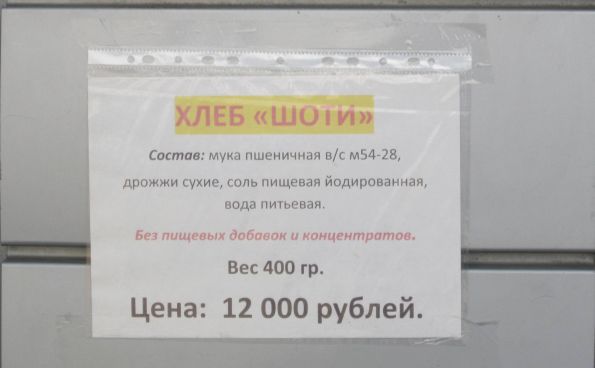 ХЛЕБ «ШОТИ»
Состав: мука пшеничная в/с м54-28,
дрожжи сухие, соль пищевая йодированная,
вода питьевая.
Без пищевых добавок и концентратов.
Вес 400 гр.
Цена: 12 000 рублей.